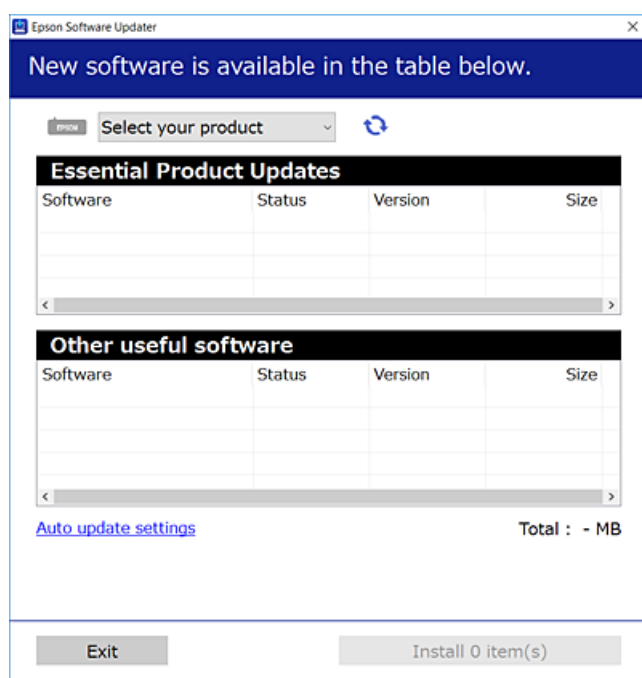 Epson Software Updater
New software is available in the table below.
EPSON Select your product
Essential Product Updates
Software Status Version Size
Other useful software
Software Status Version Size
Auto update settings Total : - MB
Exit Install 0 item(s)